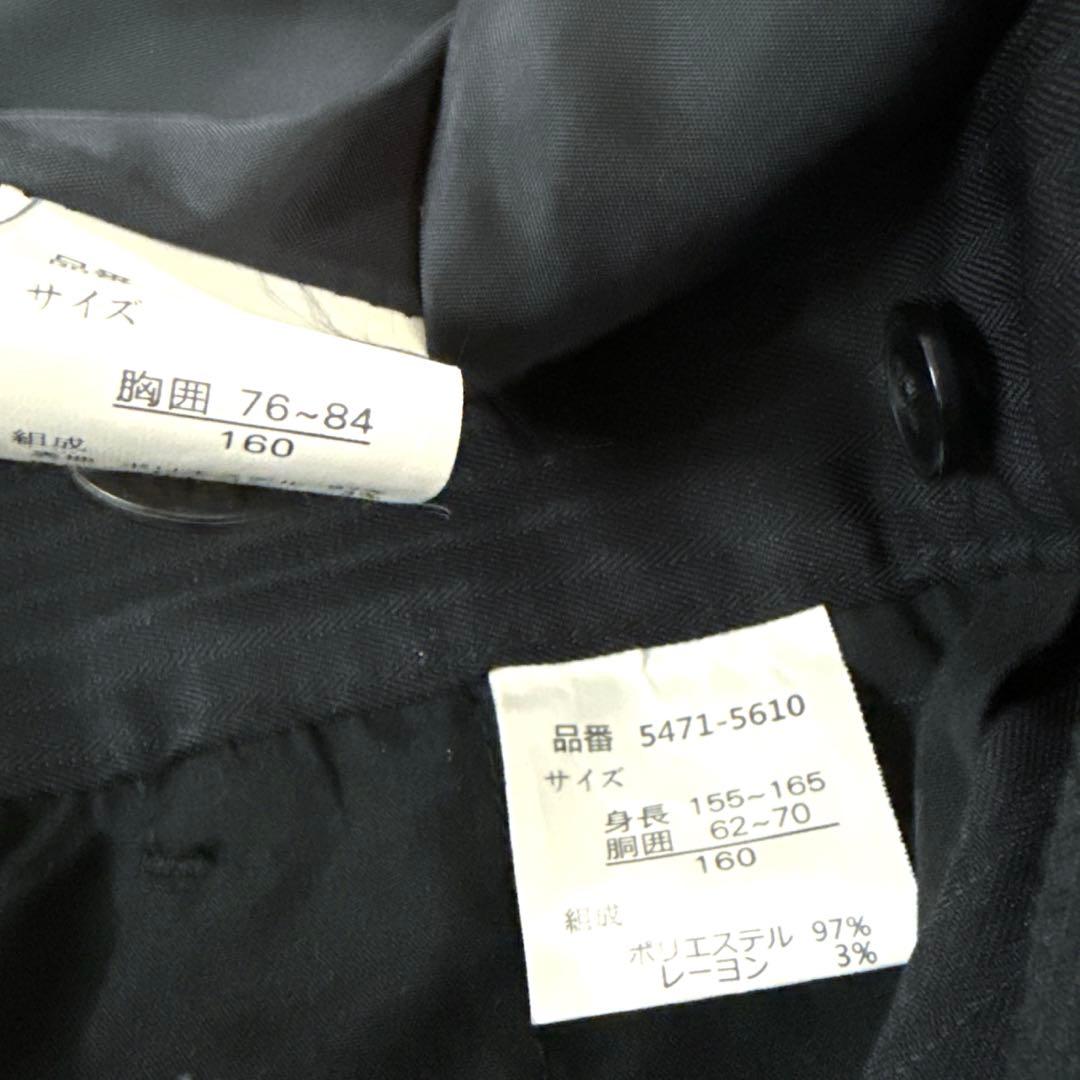 品番
サイズ
胸囲 76~84
160
組成
品番 5471-5610
サイズ
身長 155~165
胴囲 62~70
160
組成
ポリエステル 97%
レーヨン 3%